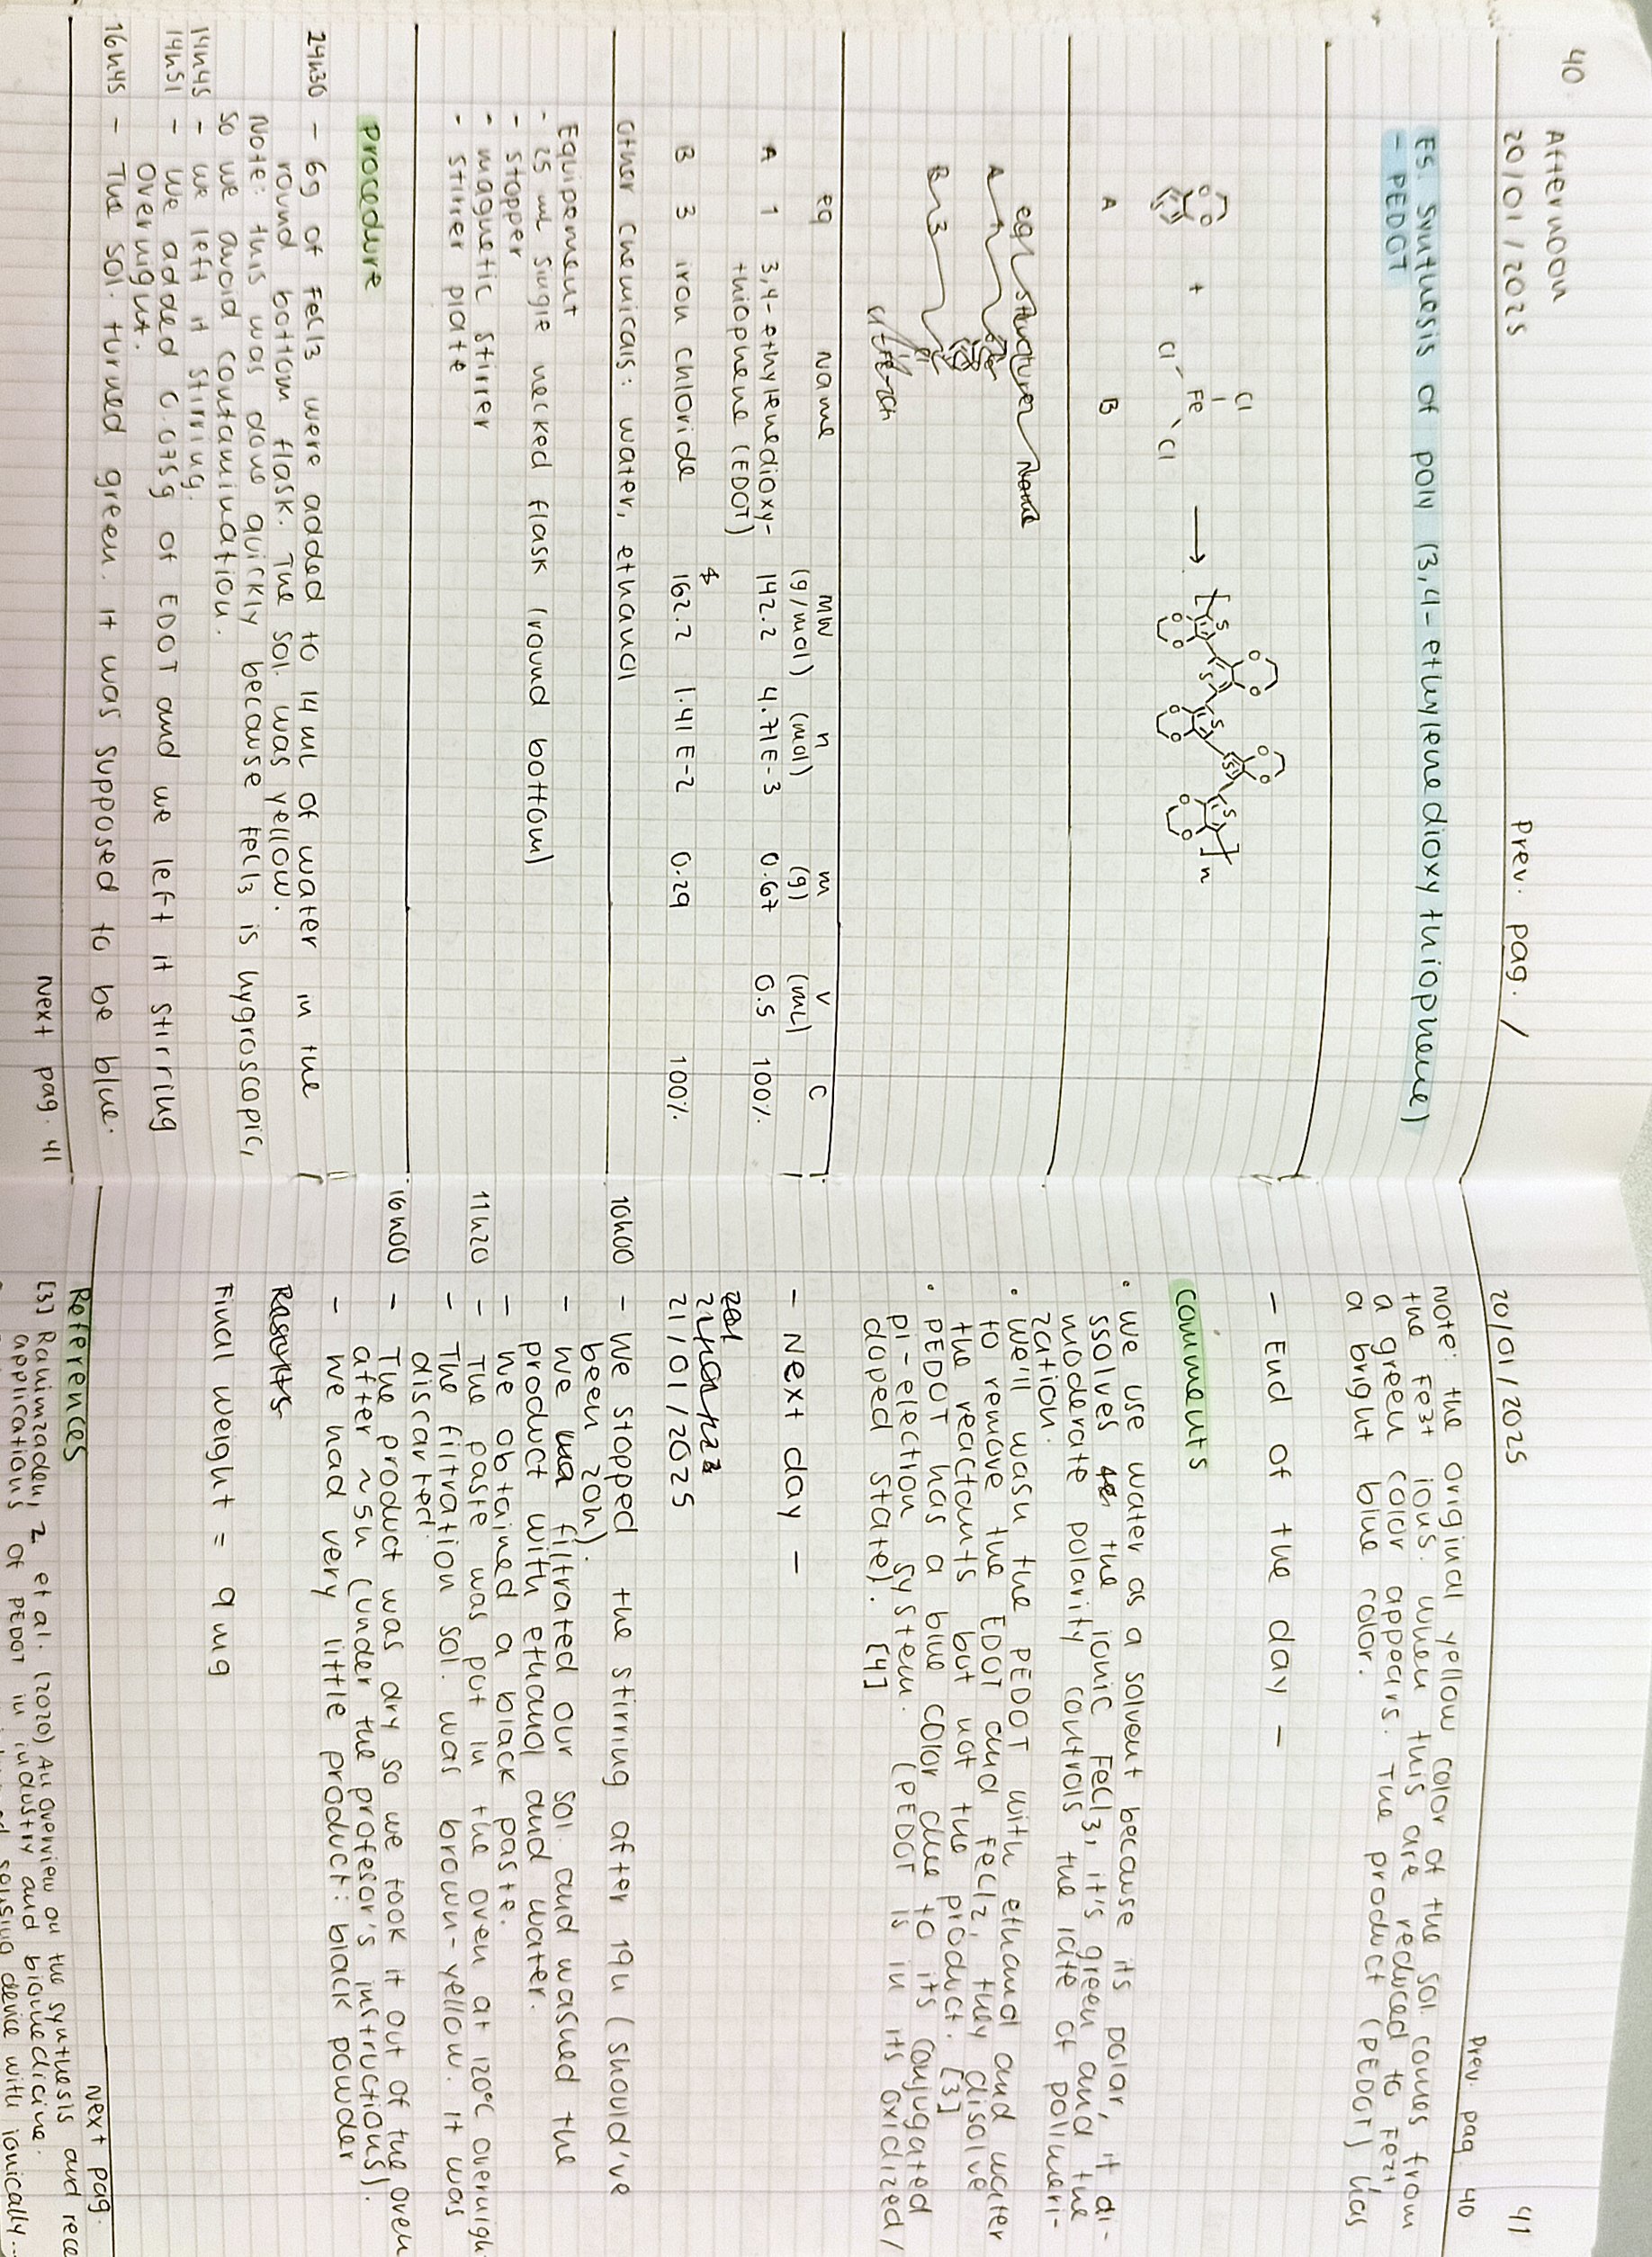 40
Afternoon
20/01/2025
Prev. pag. /
E5. Synthesis of poly (3,4-ethylenedioxythiophene)
- PEDOT
+
Cl
Cl
Fe
Cl
A
B
[
]n
eq structure Name
A 1
B 3
eq Name MW (g/mol) n (mol) m (g) V (mL) C
A 1 3,4-ethylenedioxy- 142.2 4.71E-3 0.67 0.5 100%
thiophene (EDOT)
B 3 iron chloride 162.2 1.41E-2 0.29 100%
Other chemicals: water, ethanol
Equipement
- 25 ml single necked flask (round bottom)
- stopper
- magnetic stirrer
- stirrer plate
Procedure
24h30 - 6g of FeCl3 were added to 14 ml of water in the
round bottom flask. The sol. was yellow.
Note: this was done quickly because FeCl3 is hygroscopic,
so we avoid contamination.
14h45 - we left it stirring.
14h51 - we added 0.075g of EDOT and we left it stirring
overnight.
16h45 - The sol. turned green. It was supposed to be blue.
Next pag. 41
41
20/01/2025
Prev. pag. 40
Note: the original yellow color of the sol. comes from
the Fe3+ ions. When this are reduced to Fe2+
a green color appears. The product (PEDOT) has
a bright blue color.
- End of the day -
Comments
• we use water as a solvent because its polar, it di-
ssolves the ionic FeCl3, it's green and the
moderate polarity controls the rate of polimeri-
zation.
• we'll wash the PEDOT with ethanol and water
to remove the EDOT and FeCl2, they disolve
the reactants but not the product. [3]
• PEDOT has a blue color due to its conjugated
pi-election system. (PEDOT is in its oxidized/
doped state). [4]
- Next day -
21/01/2025
10h00 - We stopped the stirring after 19h (should've
been 20h).
- we filtrated our sol. and washed the
product with ethanol and water.
- we obtained a black paste.
11h20 - The paste was put in the oven at 120°C overnigh
- The filtration sol. was brown-yellow. It was
discarted.
16h00 - The product was dry so we took it out of the oven
after ~5h (under the profesor's instructions).
- we had very little product: black powder
Results
Final weight = 9 mg
Next pag.
References
[3] Rahimzadeh, Z et al. (2020) An overview on the synthesis and rece
applications of PEDOT in industry and biomedicine.
sensing device with ionically...